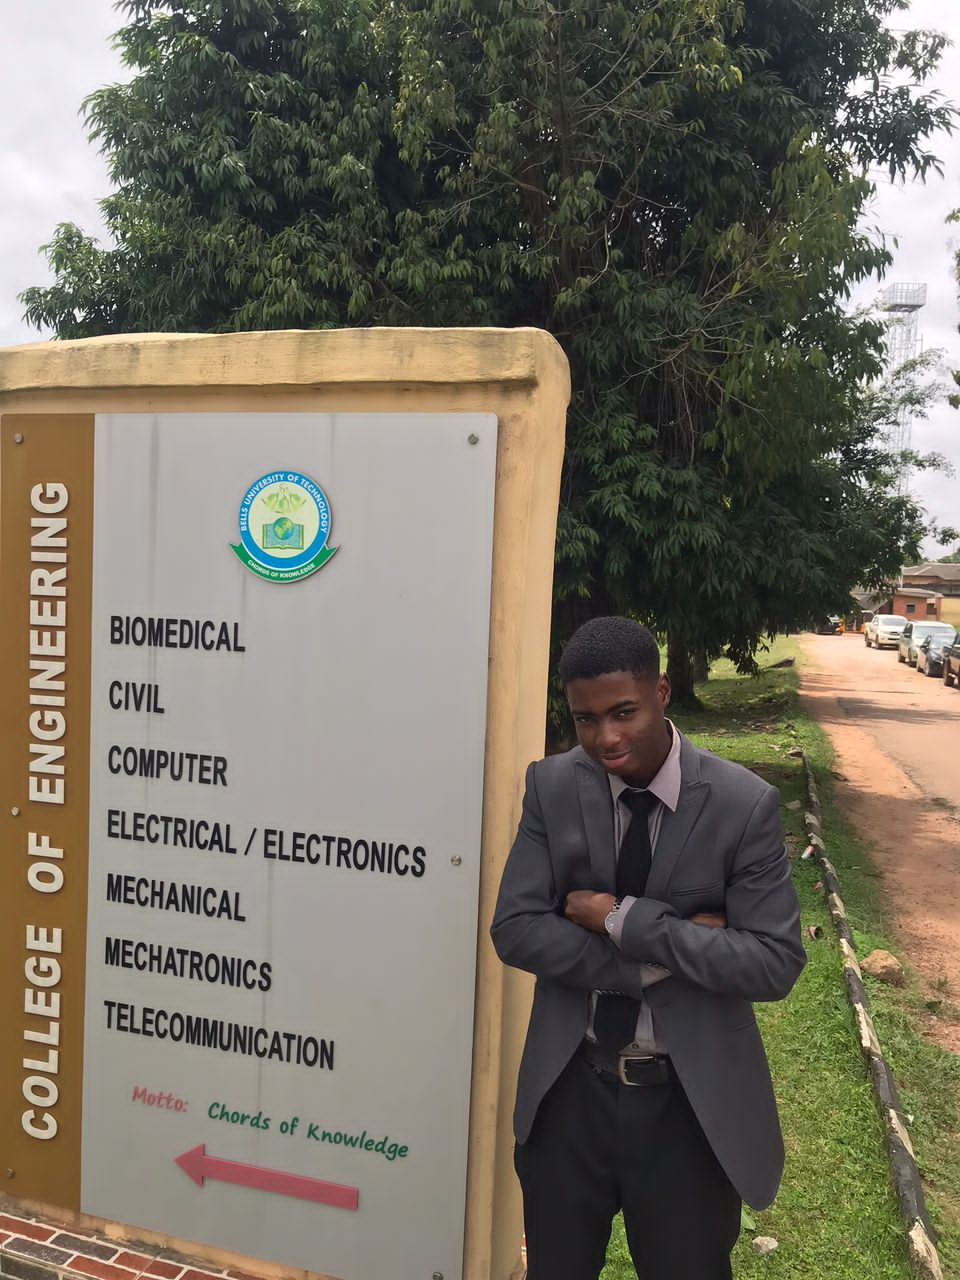 COLLEGE OF ENGINEERING
BELLS UNIVERSITY OF TECHNOLOGY
CHORDS OF KNOWLEDGE
BIOMEDICAL
CIVIL
COMPUTER
ELECTRICAL / ELECTRONICS
MECHANICAL
MECHATRONICS
TELECOMMUNICATION
Motto: Chords of Knowledge